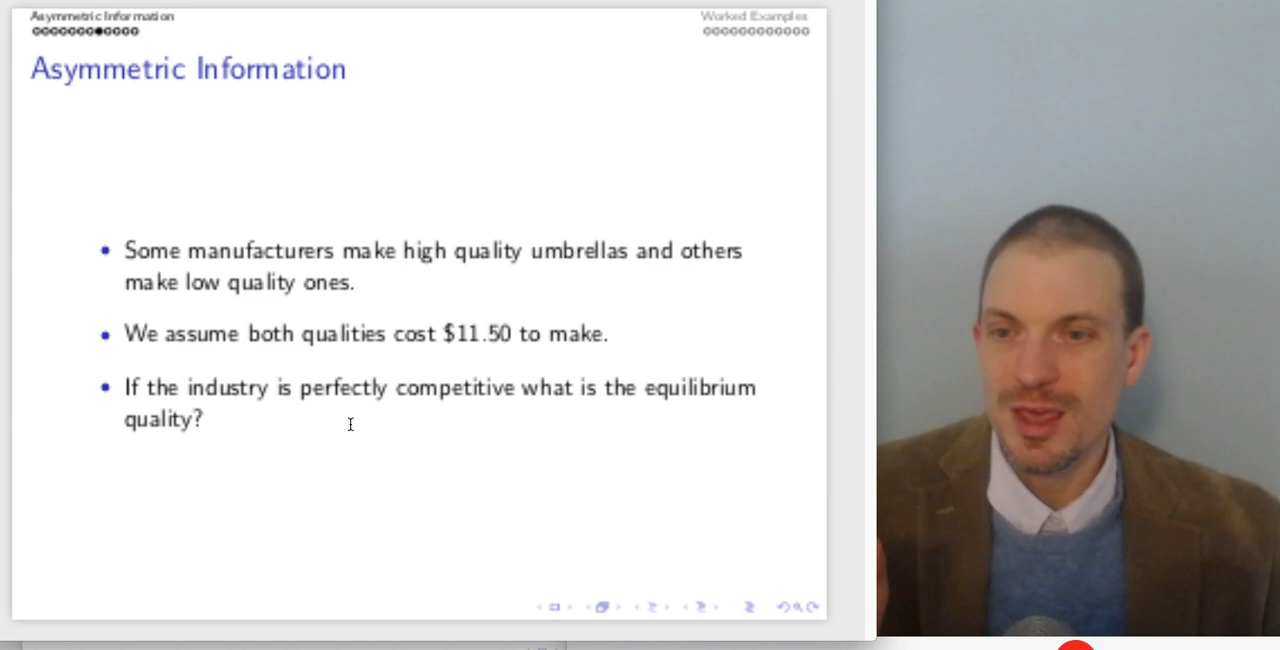 Asymmetric Information
Worked Examples
Asymmetric Information
Some manufacturers make high quality umbrellas and others
make low quality ones.
We assume both qualities cost $11.50 to make.
If the industry is perfectly competitive what is the equilibrium
quality?